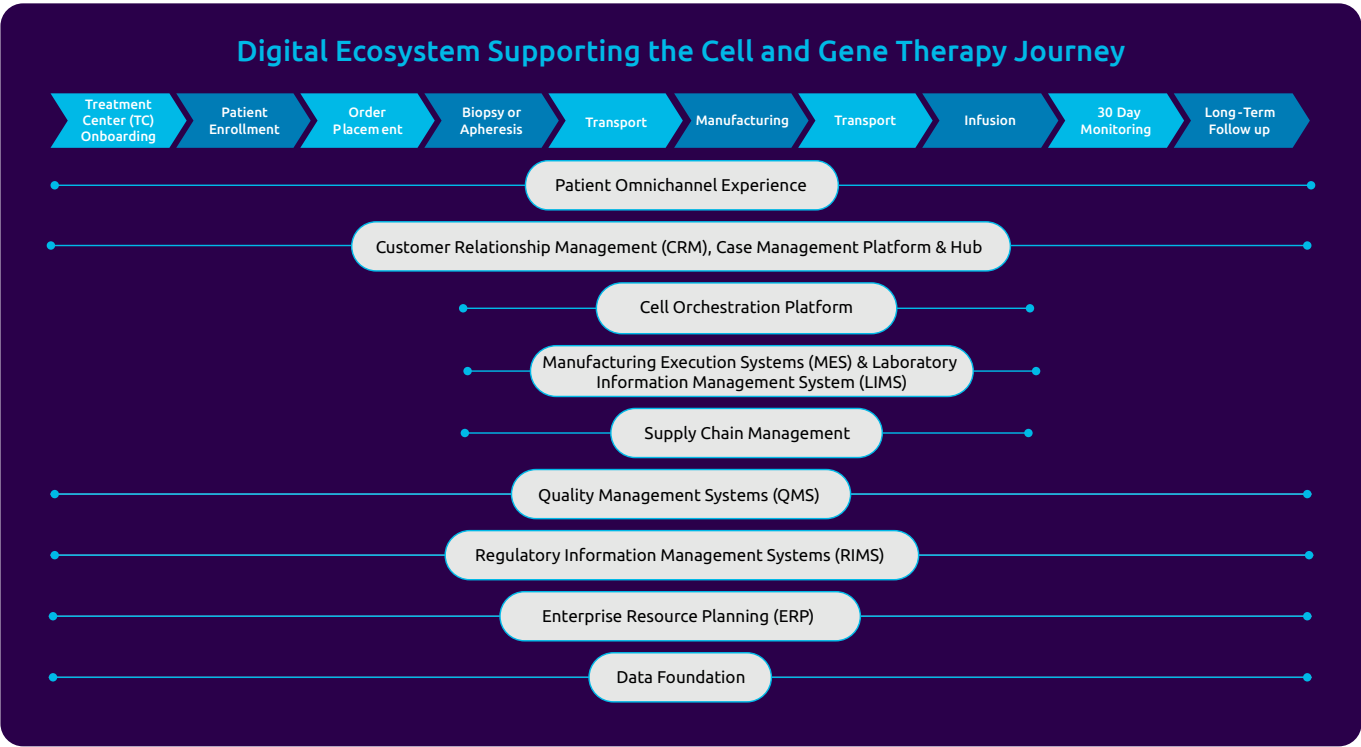 Digital Ecosystem Supporting the Cell and Gene Therapy Journey
Treatment
Center (TC)
Onboarding
Patient
Enrollment
Order
Placement
Biopsy or
Apheresis
Transport
Manufacturing
Transport
Infusion
30 Day
Monitoring
Long-Term
Follow up
Patient Omnichannel Experience
Customer Relationship Management (CRM), Case Management Platform & Hub
Cell Orchestration Platform
Manufacturing Execution Systems (MES) & Laboratory
Information Management System (LIMS)
Supply Chain Management
Quality Management Systems (QMS)
Regulatory Information Management Systems (RIMS)
Enterprise Resource Planning (ERP)
Data Foundation